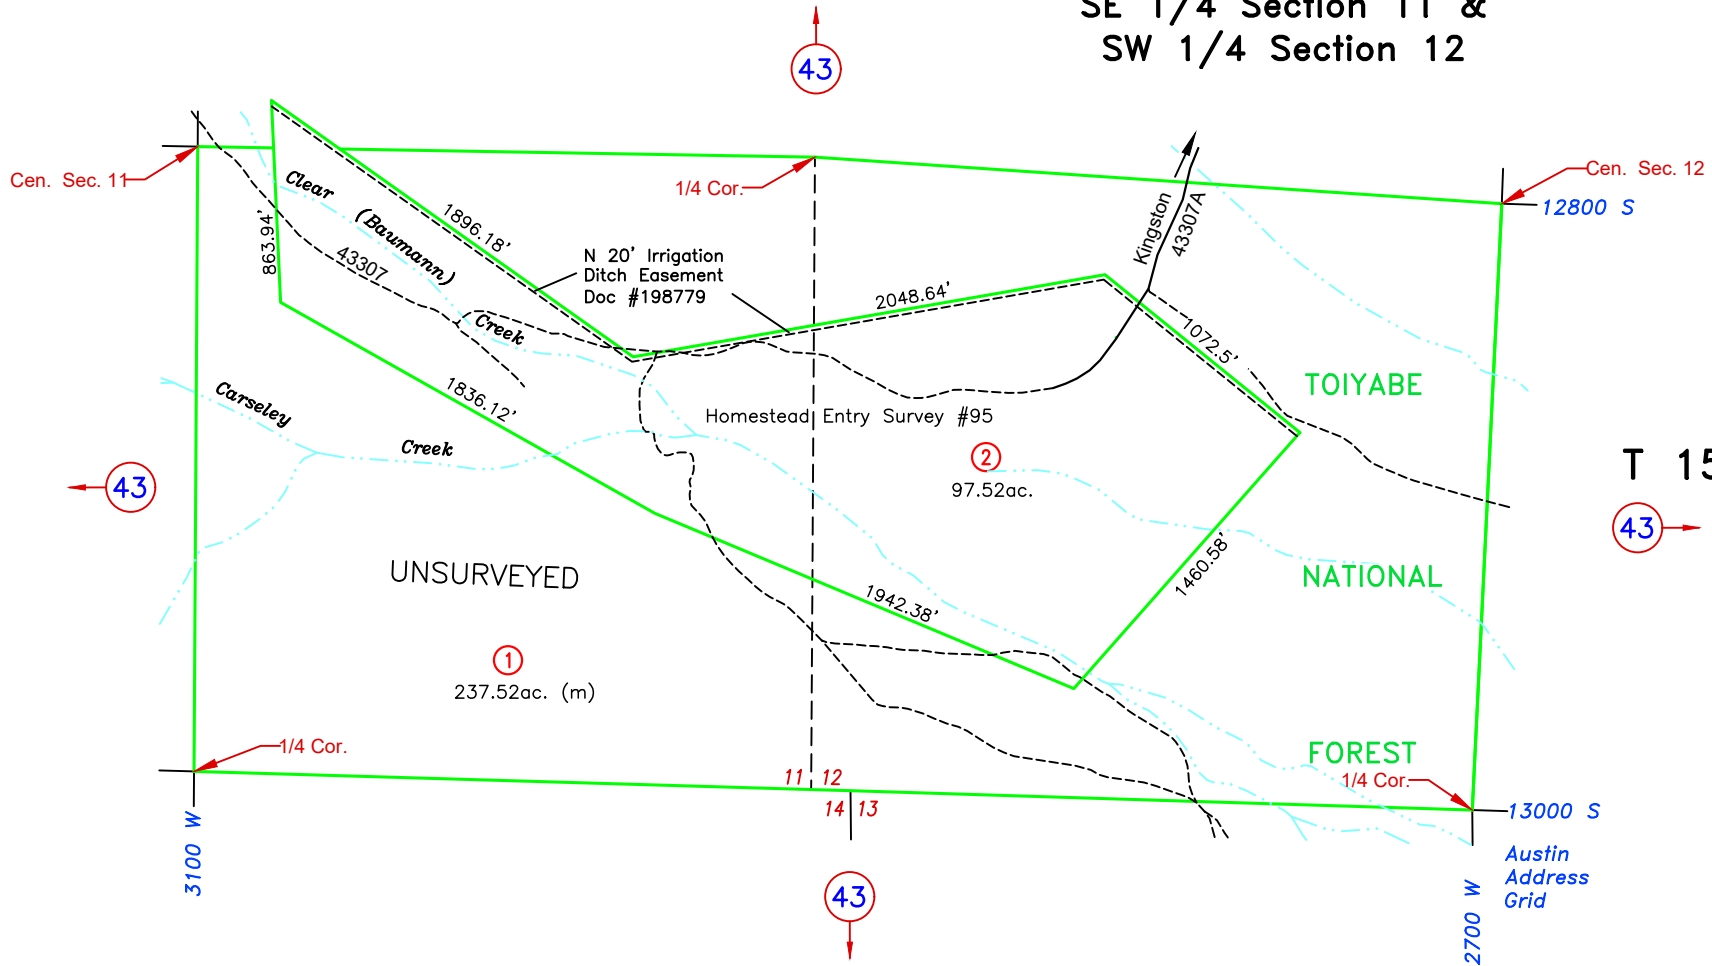 SE 1/4 Section 11 &
SW 1/4 Section 12
43
Cen. Sec. 11
1/4 Cor.
Cen. Sec. 12
12800 S
Clear
(Baumann)
Creek
1896.18'
863.94'
43307
N 20' Irrigation
Ditch Easement
Doc #198779
2048.64'
Kingston
43307A
1072.5'
TOIYABE
1836.12'
Carseley
Creek
Homestead Entry Survey #95
2
97.52ac.
T 15
43
43
UNSURVEYED
1942.38'
1460.58'
NATIONAL
1
237.52ac. (m)
1/4 Cor.
FOREST
1/4 Cor.
11 12
14 13
3100 W
13000 S
Austin
Address
Grid
2700 W
43